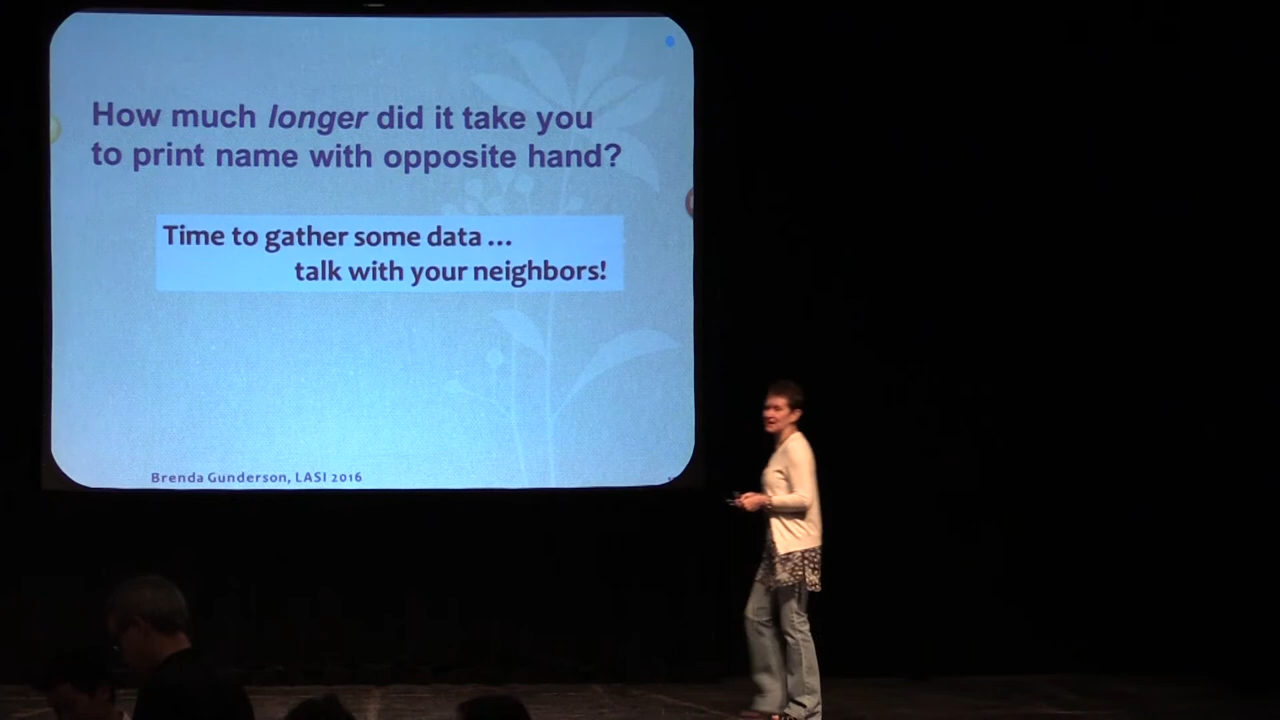 How much longer did it take you
to print name with opposite hand?
Time to gather some data ...
talk with your neighbors!
Brenda Gunderson, LASI 2016